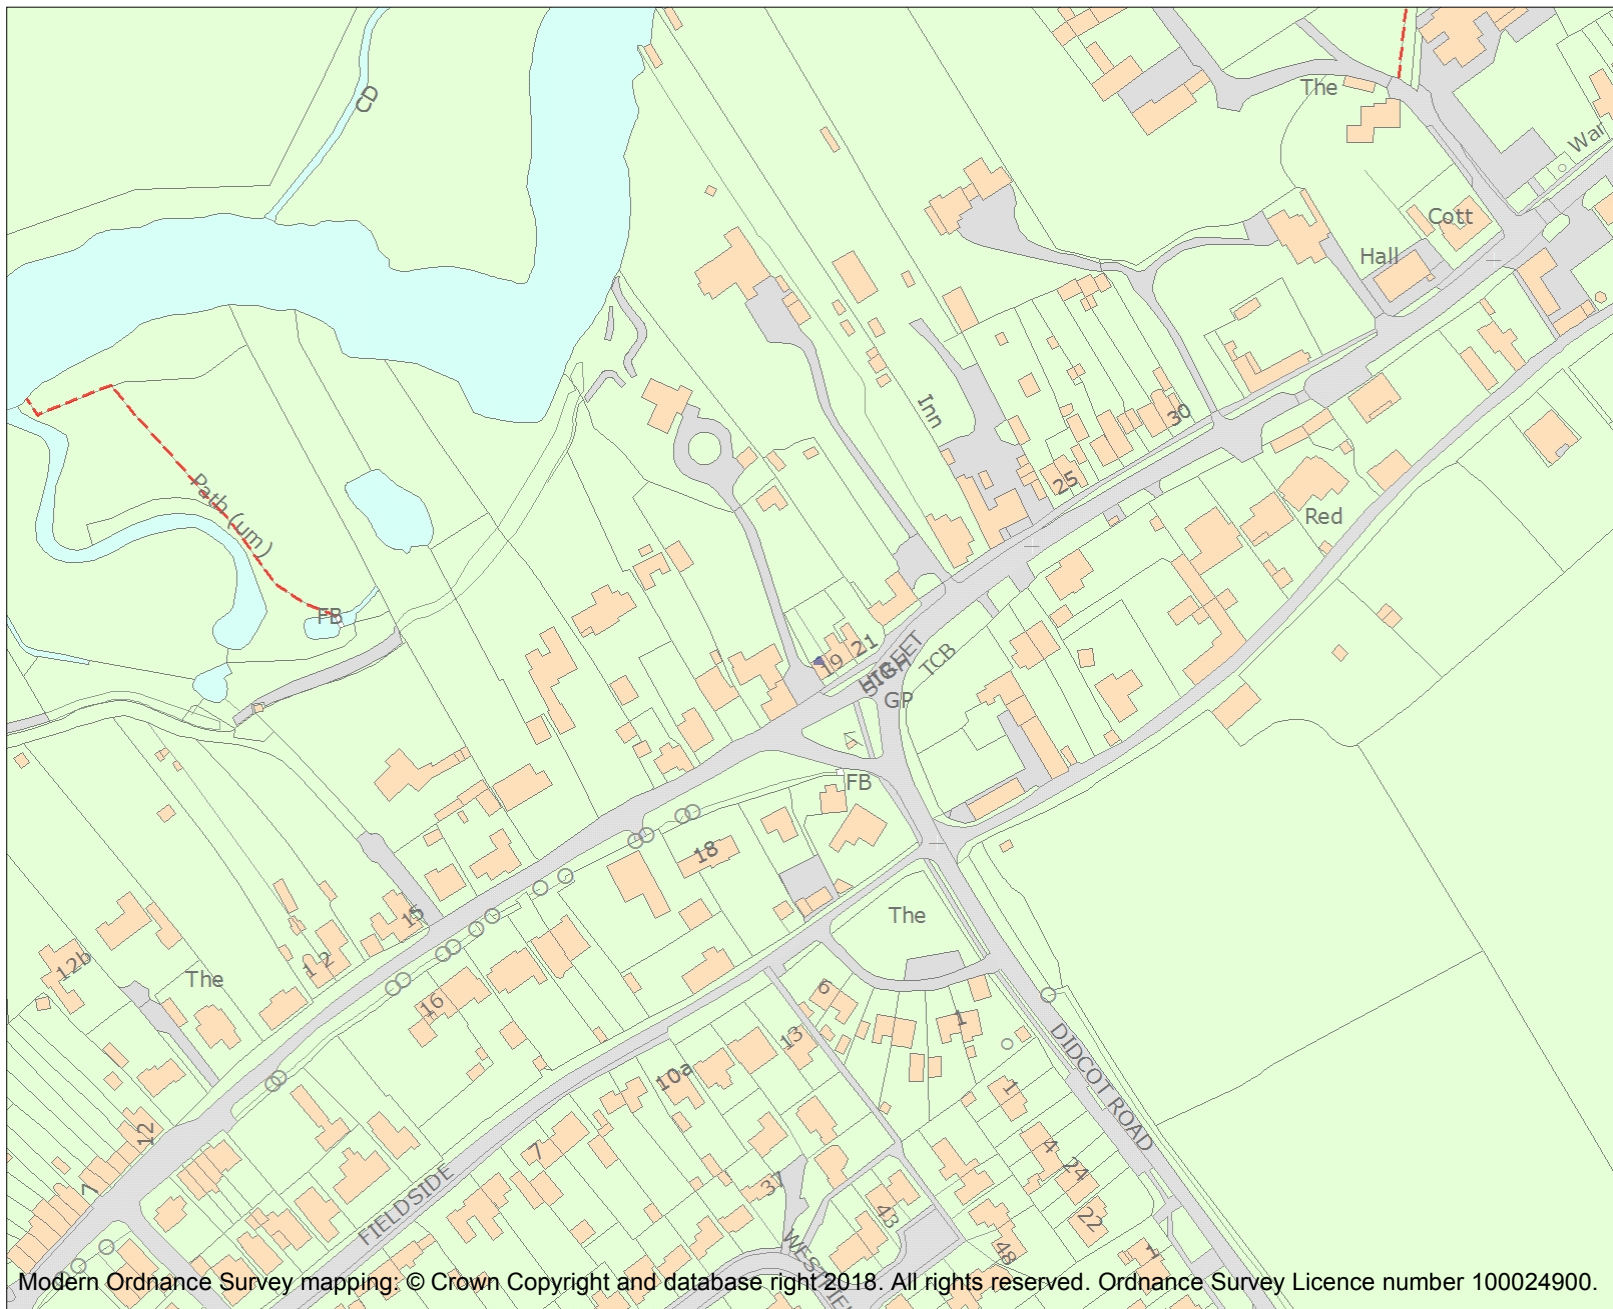 CD
The
War
Cott
Hall
Inn
30
25
Red
Path (um)
FB
21
19
HIGH
STREET
TCB
GP
FB
18
15
The
12b
1 2
The
16
6
1
13
10a
DIDCOT ROAD
1
12
4
7
24
7
37
43
22
FIELDSIDE
48
1
Modern Ordnance Survey mapping: © Crown Copyright and database right 2018. All rights reserved. Ordnance Survey Licence number 100024900.